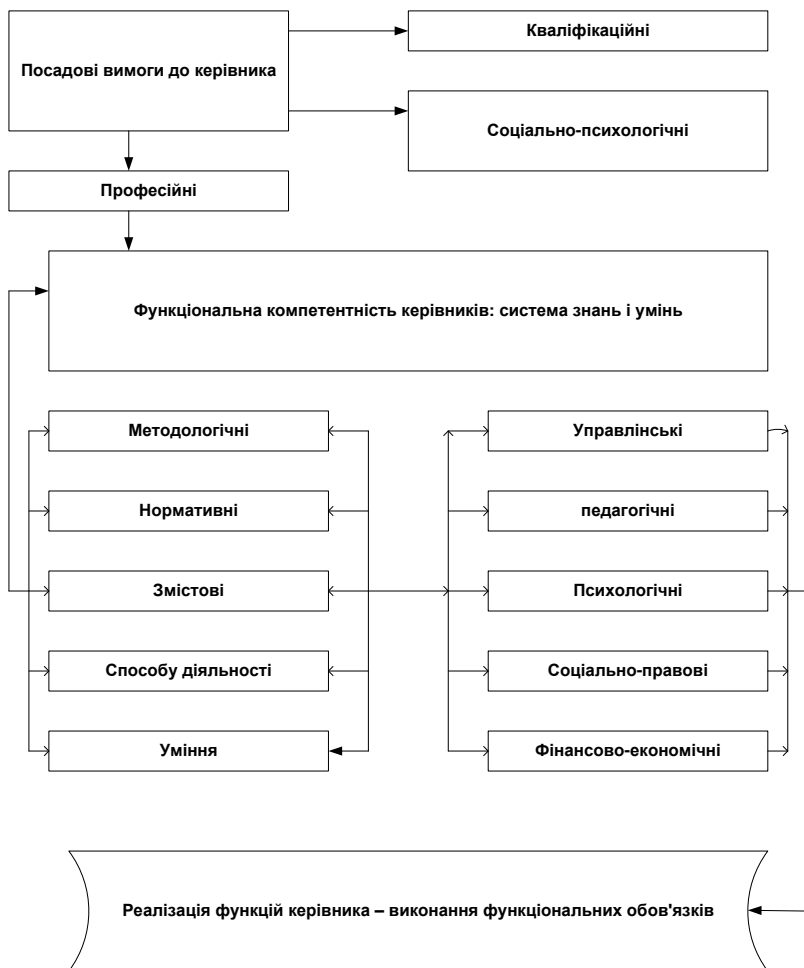 Посадові вимоги до керівника
Кваліфікаційні
Соціально-психологічні
Професійні
Функціональна компетентність керівників: система знань і умінь
Методологічні
Управлінські
Нормативні
педагогічні
Змістові
Психологічні
Способу діяльності
Соціально-правові
Уміння
Фінансово-економічні
Реалізація функцій керівника – виконання функціональних обов'язків